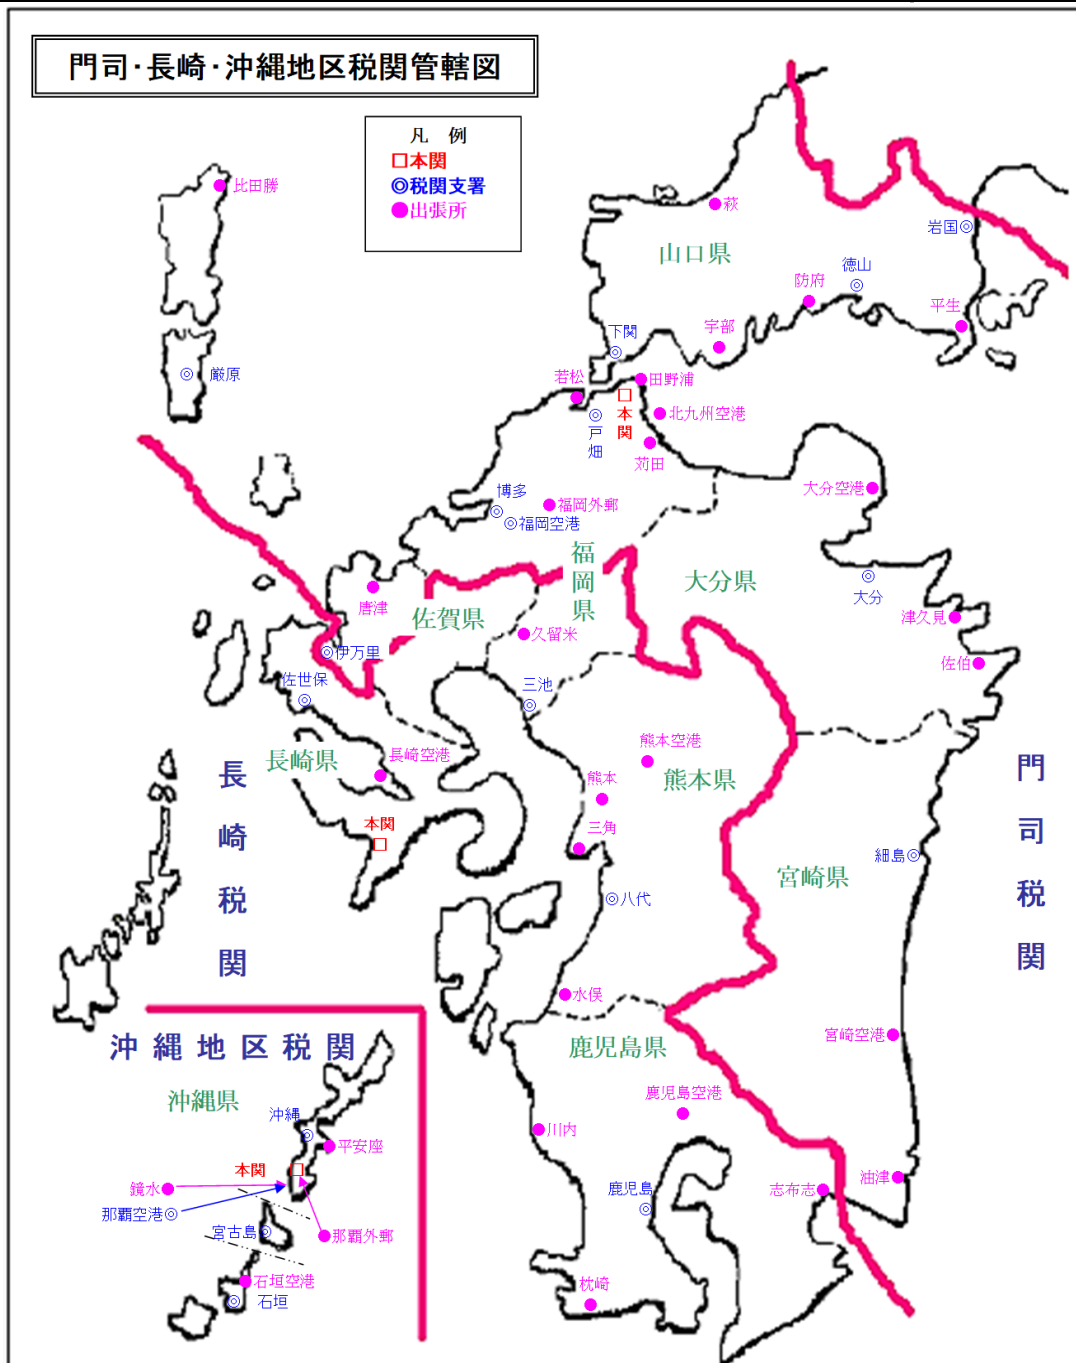 門司・長崎・沖縄地区税関管轄図
凡 例
□本関
◎税関支署
●出張所
比田勝
厳原
萩
山口県
岩国
徳山
防府
平生
宇部
下関
若松
田野浦
本関
北九州空港
戸畑
苅田
博多
福岡外郵
福岡空港
大分空港
福岡県
大分県
大分
唐津
佐賀県
久留米
津久見
佐伯
伊万里
佐世保
三池
長崎県
長崎空港
熊本空港
熊本県
熊本
本関
三角
長崎税関
門司税関
宮崎県
細島
八代
水俣
鹿児島県
宮崎空港
鹿児島空港
川内
鹿児島
志布志
油津
枕崎
沖縄地区税関
沖縄県
沖縄
平安座
本関
鏡水
那覇空港
宮古島
那覇外郵
石垣空港
石垣